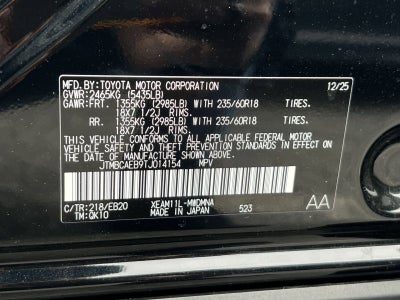 MFD.BY:TOYOTA MOTOR CORPORATION 12/25
GVWR:2465KG (5435LB)
GAWR:FRT. 1355KG (2985LB) WITH 235/60R18 TIRES.
18X7 1/2J RIMS.
RR. 1355KG (2985LB) WITH 235/60R18 TIRES.
18X7 1/2J RIMS.
THIS VEHICLE CONFORMS TO ALL APPLICABLE FEDERAL MOTOR
VEHICLE SAFETY AND THEFT PREVENTION STANDARDS IN EFFECT
ON THE DATE OF MANUFACTURE SHOWN ABOVE.
JTMBCAEB9TJ014154 MPV
C/TR:218/EB20 XEAM11L-MWDMNA
TM:QK10 MADE IN JAPAN 523 AA